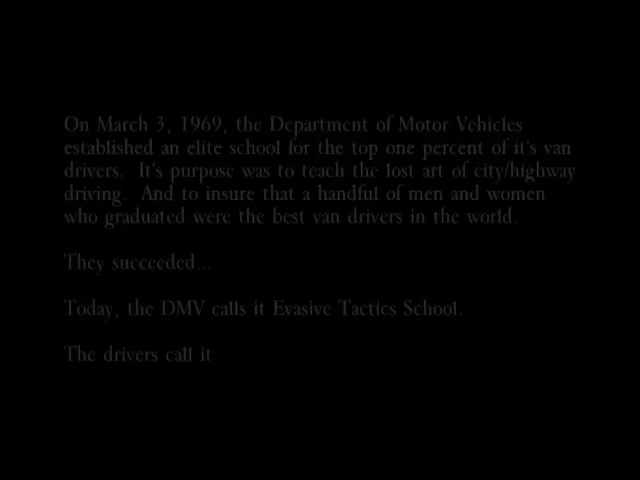 On March 3, 1969, the Department of Motor Vehicles
established an elite school for the top one percent of it's van
drivers. It's purpose was to teach the lost art of city/highway
driving. And to insure that a handful of men and women
who graduated were the best van drivers in the world.
They succeeded...
Today, the DMV calls it Evasive Tactics School.
The drivers call it